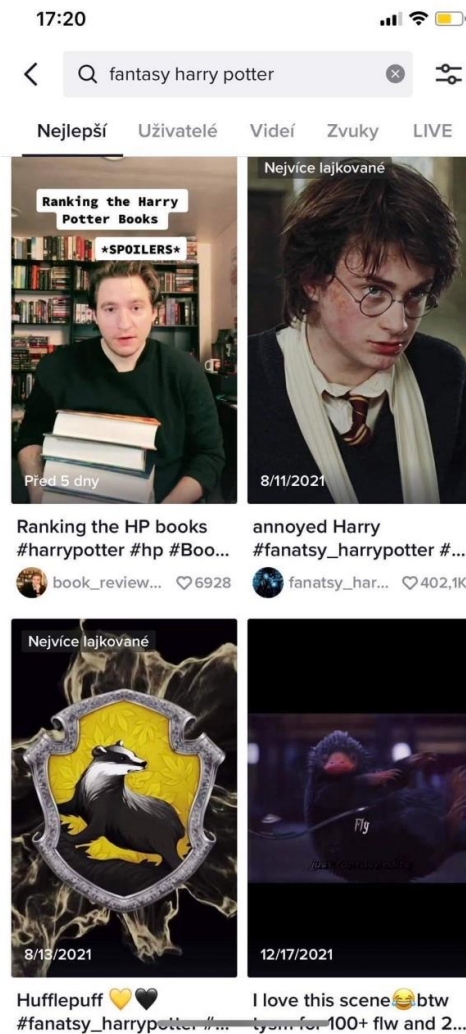 17:20
fantasy harry potter
Nejlepší Uživatelé Videí Zvuky LIVE
Ranking the Harry
Potter Books
*SPOILERS*
Před 5 dny
Ranking the HP books
#harrypotter #hp #Boo...
book_review... 6928
Nejvíce lajkované
8/11/2021
annoyed Harry
#fanatsy_harrypotter #...
fanatsy_har... 402,1K
Nejvíce lajkované
8/13/2021
Hufflepuff 💛🖤
#fanatsy_harrypotter #...
Fly
12/17/2021
I love this scene😂btw
tysm for 100+ flw and 2...